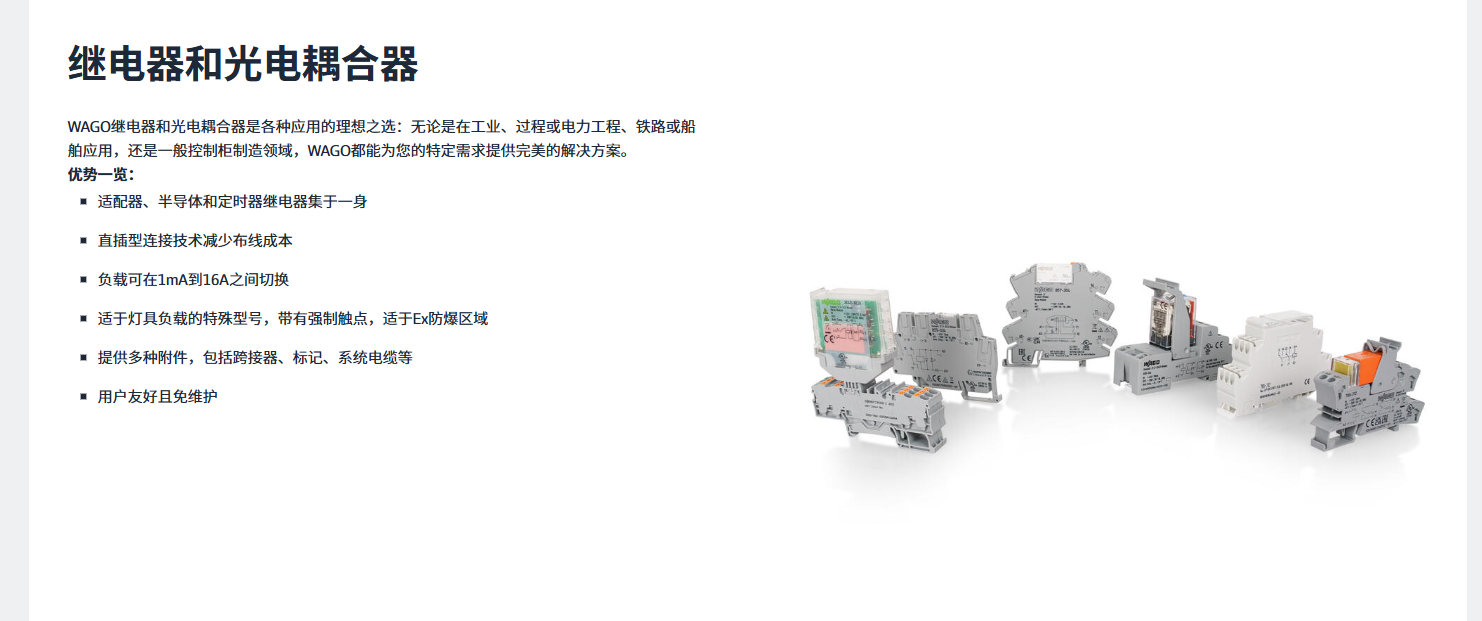 继电器和光电耦合器
WAGO继电器和光电耦合器是各种应用的理想之选：无论是在工业、过程或电力工程、铁路或船
舶应用，还是一般控制柜制造领域，WAGO都能为您的特定需求提供完美的解决方案。
优势一览：
适配器、半导体和定时器继电器集于一身
直插型连接技术减少布线成本
负载可在1mA到16A之间切换
适于灯具负载的特殊型号，带有强制触点，适于Ex防爆区域
提供多种附件，包括跨接器、标记、系统电缆等
用户友好且免维护